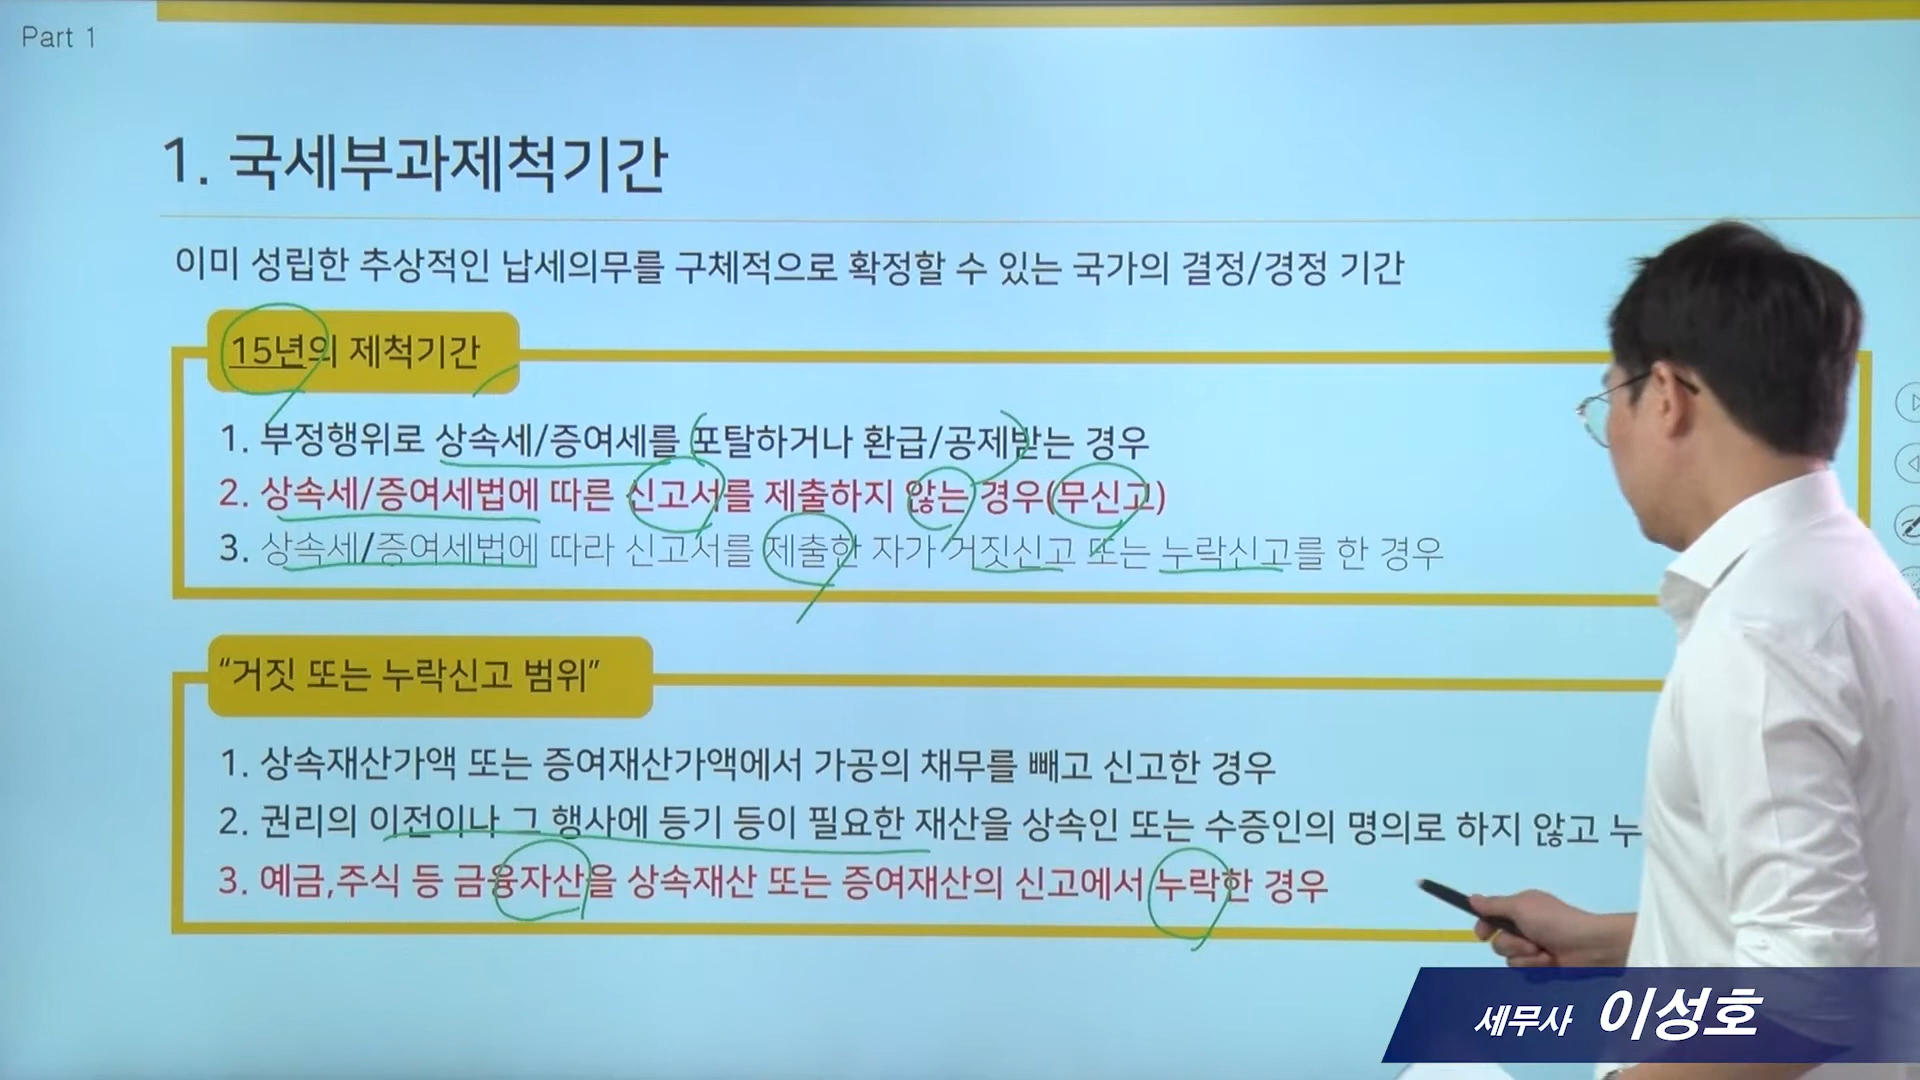 Part 1
1. 국세부과제척기간
이미 성립한 추상적인 납세의무를 구체적으로 확정할 수 있는 국가의 결정/경정 기간
15년의 제척기간
1. 부정행위로 상속세/증여세를 포탈하거나 환급/공제받는 경우
2. 상속세/증여세법에 따른 신고서를 제출하지 않는 경우(무신고)
3. 상속세/증여세법에 따라 신고서를 제출한 자가 거짓신고 또는 누락신고를 한 경우
“거짓 또는 누락신고 범위”
1. 상속재산가액 또는 증여재산가액에서 가공의 채무를 빼고 신고한 경우
2. 권리의 이전이나 그 행사에 등기 등이 필요한 재산을 상속인 또는 수증인의 명의로 하지 않고 누
3. 예금,주식 등 금융자산을 상속재산 또는 증여재산의 신고에서 누락한 경우
세무사 이성호